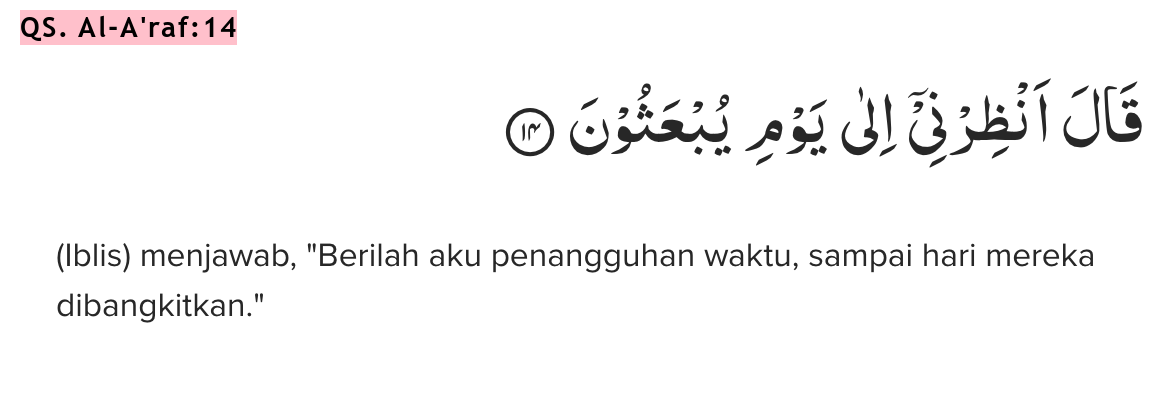 QS. Al-A'raf:14
قَالَ اَنْظِرْنِيْٓ اِلٰى يَوْمِ يُبْعَثُوْنَ ١٤
(Iblis) menjawab, "Berilah aku penangguhan waktu, sampai hari mereka
dibangkitkan."